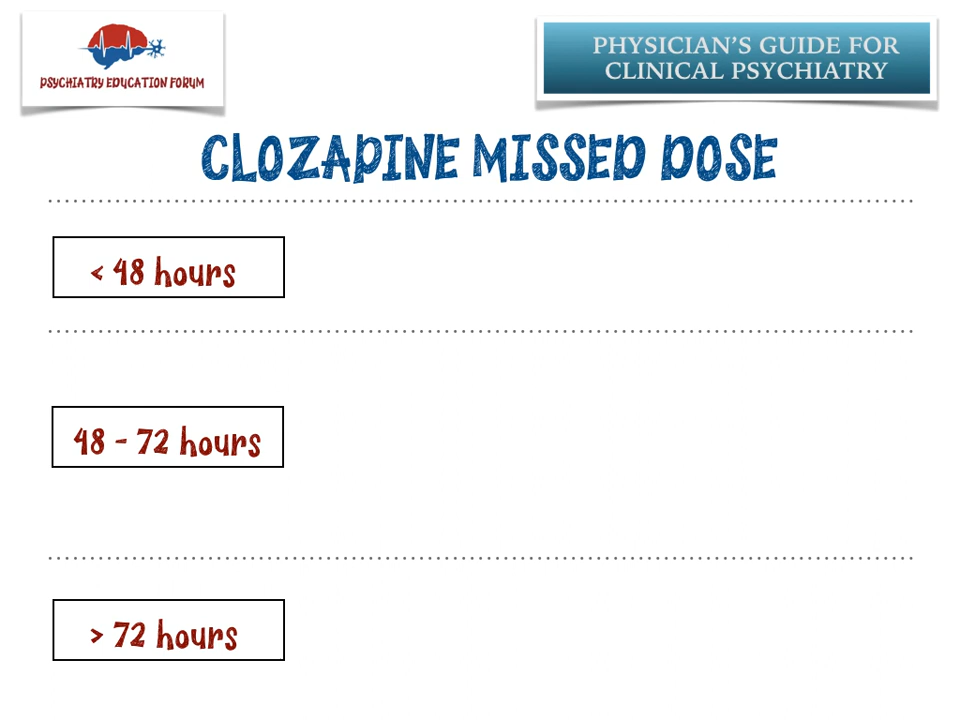 PSYCHIATRY EDUCATION FORUM
PHYSICIAN'S GUIDE FOR
CLINICAL PSYCHIATRY
CLOZAPINE MISSED DOSE
< 48 hours
48 - 72 hours
> 72 hours